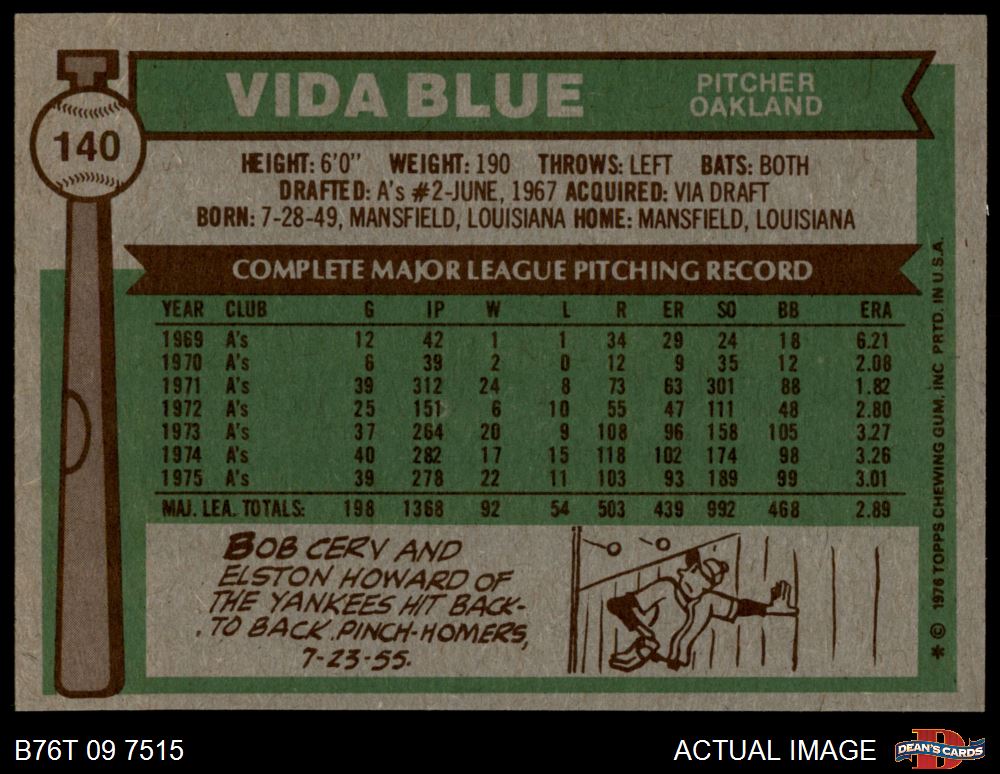 VIDA BLUE
PITCHER
OAKLAND
140
HEIGHT: 6'0" WEIGHT: 190 THROWS: LEFT BATS: BOTH
DRAFTED: A's #2-JUNE, 1967 ACQUIRED: VIA DRAFT
BORN: 7-28-49, MANSFIELD, LOUISIANA HOME: MANSFIELD, LOUISIANA
COMPLETE MAJOR LEAGUE PITCHING RECORD
YEAR CLUB G IP W L R ER SO BB ERA
1969 A's 12 42 1 1 34 29 24 18 6.21
1970 A's 6 39 2 0 12 9 35 12 2.08
1971 A's 39 312 24 8 73 63 301 88 1.82
1972 A's 25 151 6 10 55 47 111 48 2.80
1973 A's 37 264 20 9 108 96 158 105 3.27
1974 A's 40 282 17 15 118 102 174 98 3.26
1975 A's 39 278 22 11 103 93 189 99 3.01
MAJ. LEA. TOTALS: 198 1368 92 54 503 439 992 468 2.89
BOB CERV AND
ELSTON HOWARD OF
THE YANKEES HIT BACK-
TO BACK PINCH-HOMERS,
7-23-55.
* © 1976 TOPPS CHEWING GUM, INC PRTD. IN U.S.A.
B76T 09 7515
ACTUAL IMAGE
D
DEAN'S CARDS